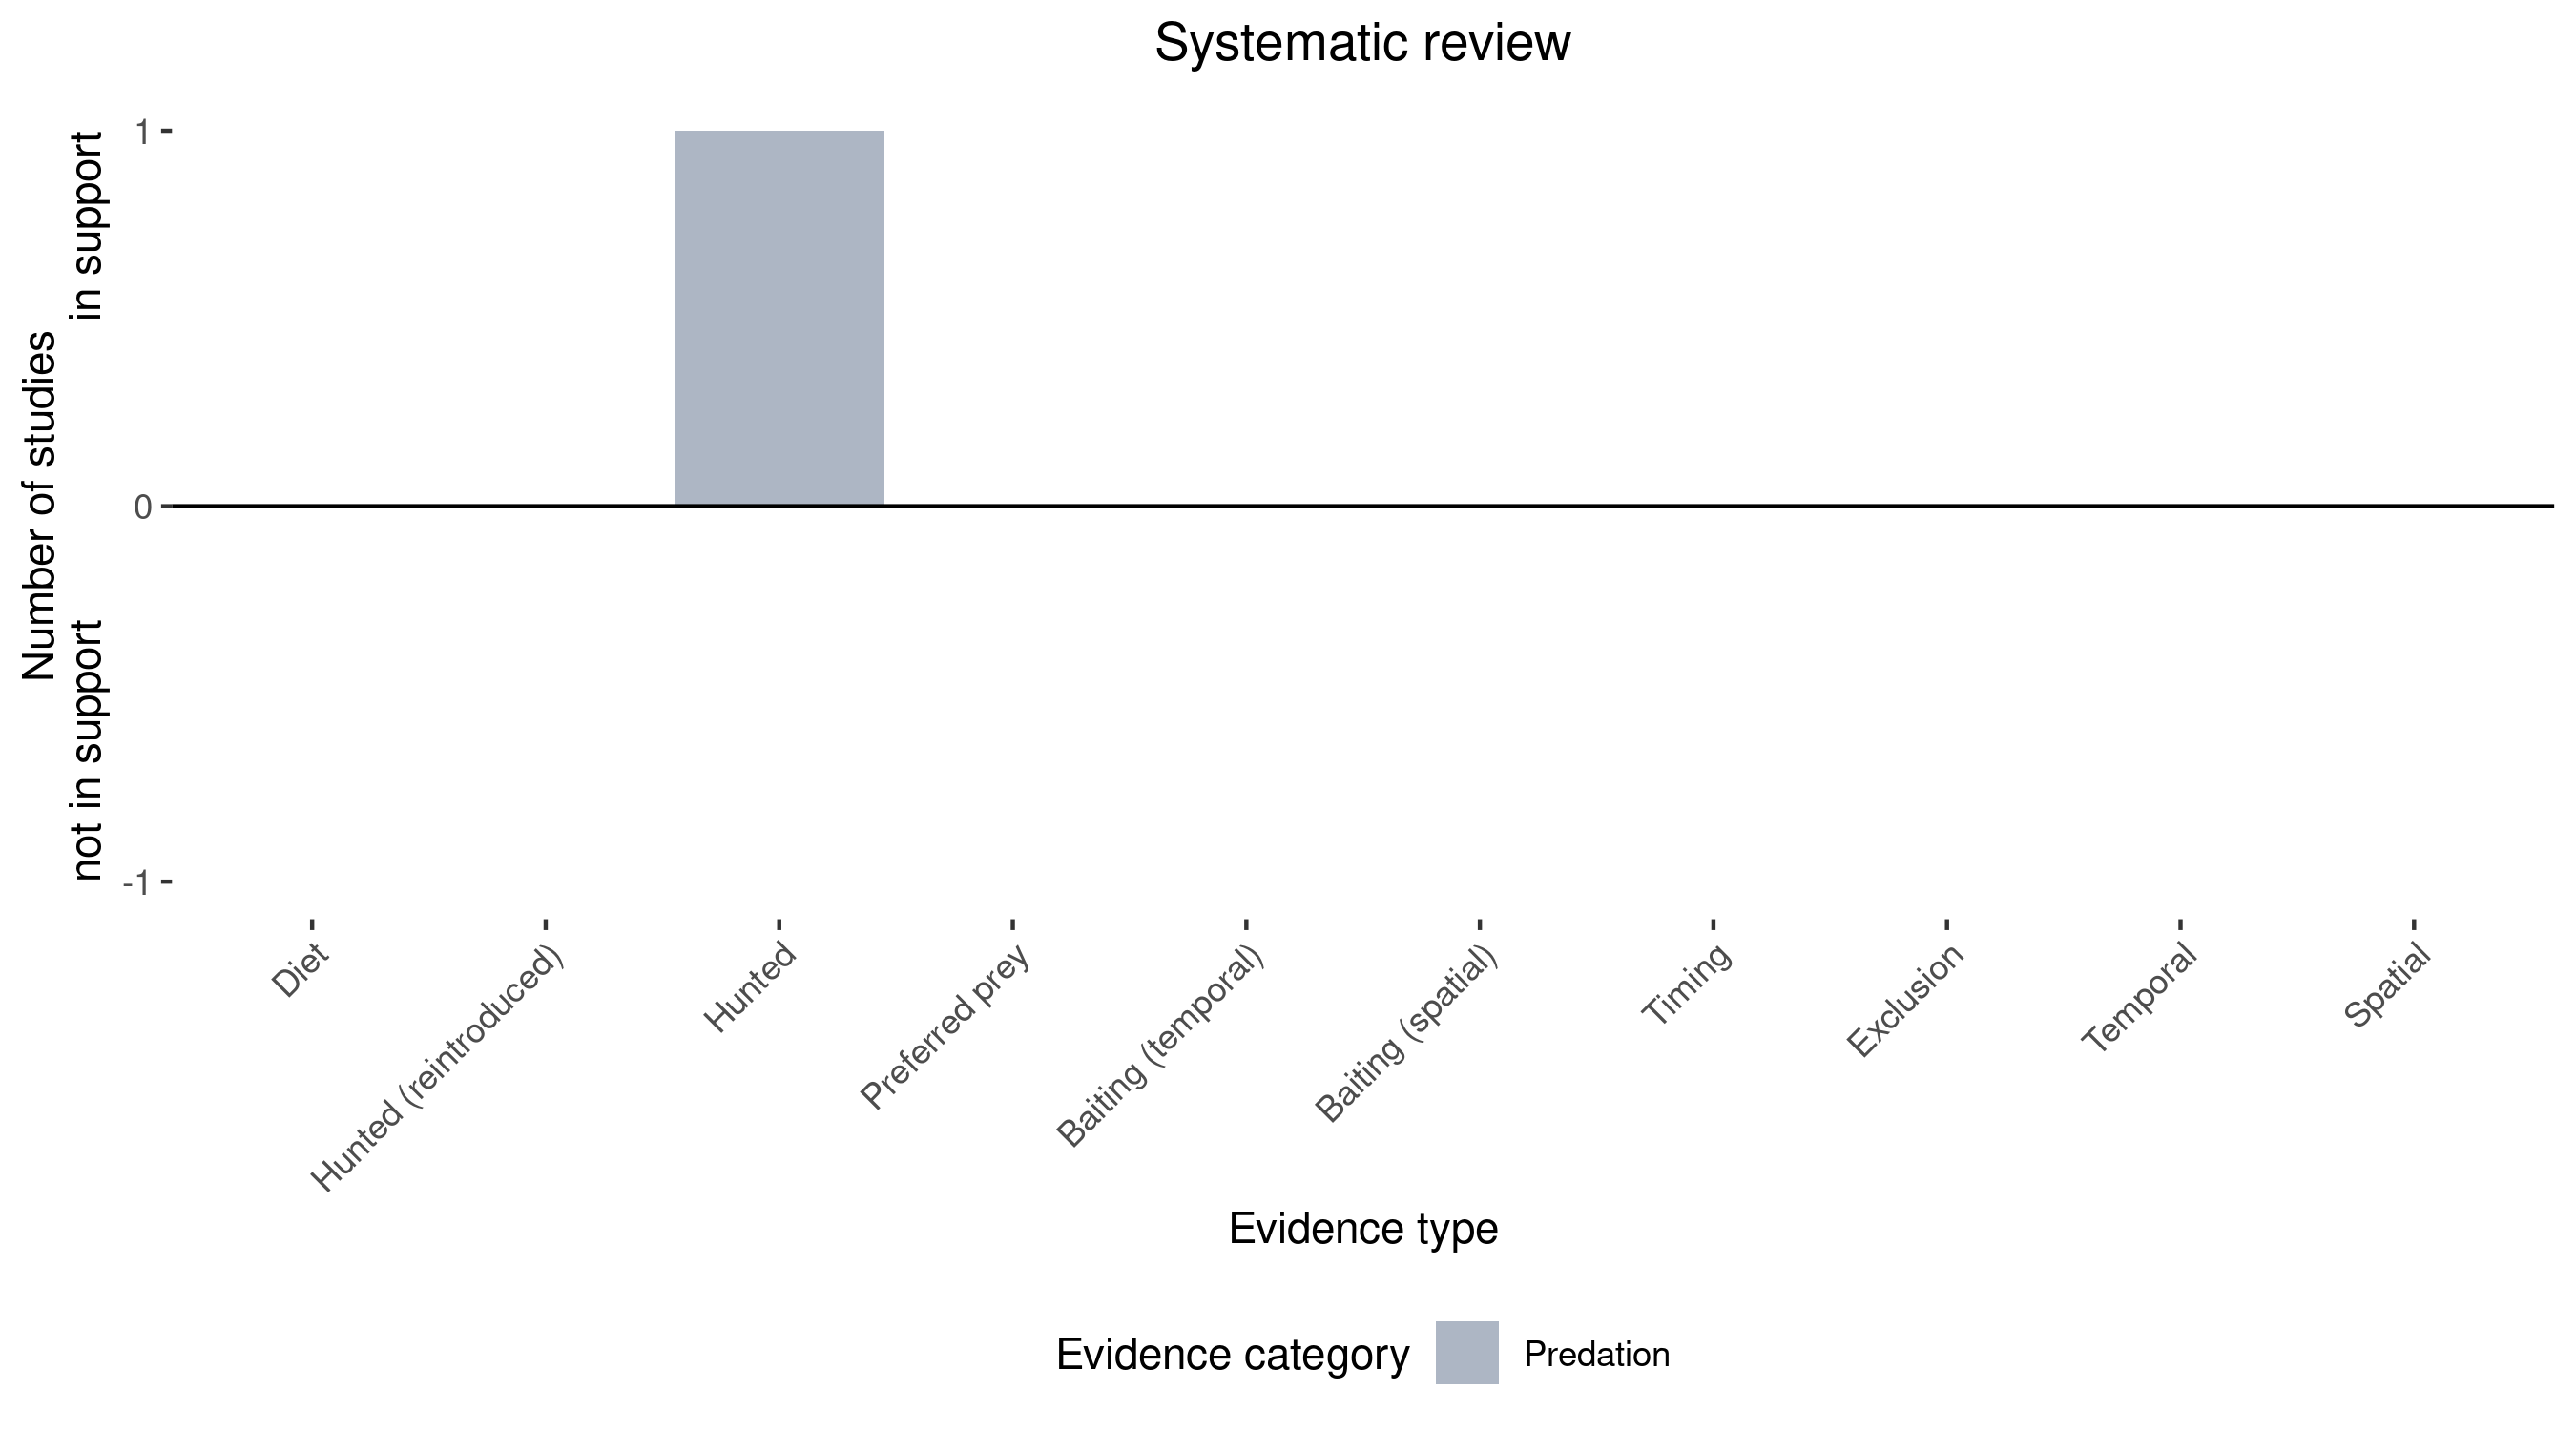 Systematic review
Number of studies
in support
not in support
1
0
-1
Diet
Hunted (reintroduced)
Hunted
Preferred prey
Baiting (temporal)
Baiting (spatial)
Timing
Exclusion
Temporal
Spatial
Evidence type
Evidence category
Predation